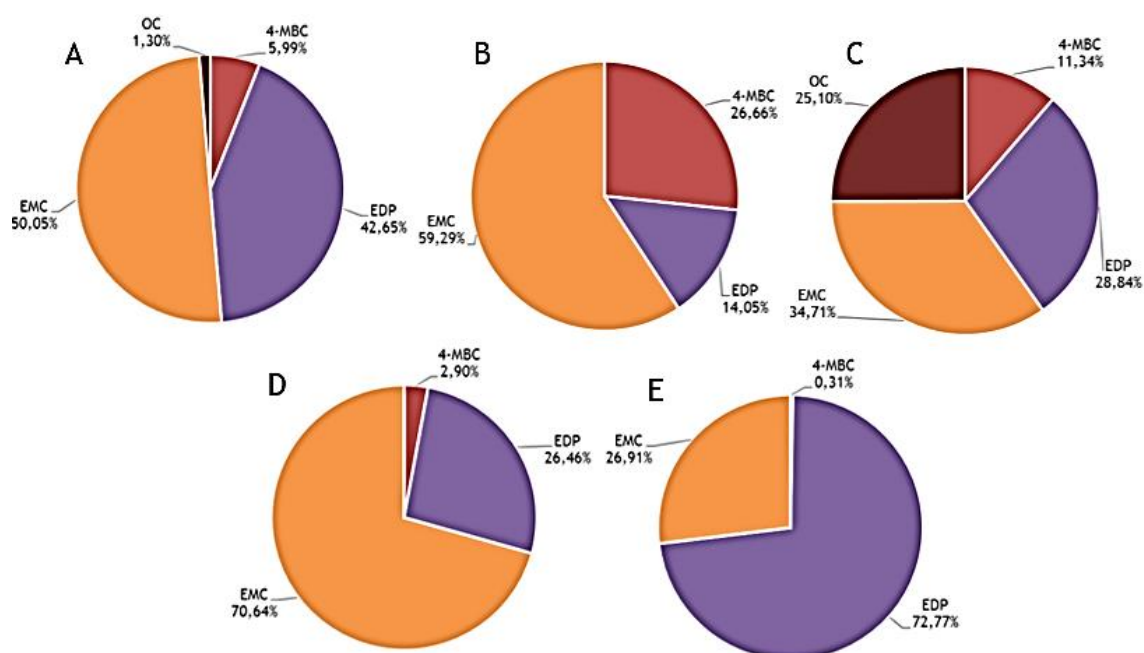 A
OC
1,30%
4-MBC
5,99%
EMC
50,05%
EDP
42,65%
B
4-MBC
26,66%
EMC
59,29%
EDP
14,05%
C
OC
25,10%
4-MBC
11,34%
EDP
28,84%
EMC
34,71%
D
4-MBC
2,90%
EDP
26,46%
EMC
70,64%
E
4-MBC
0,31%
EMC
26,91%
EDP
72,77%